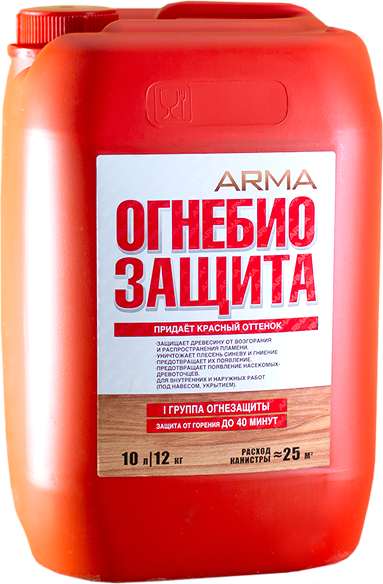 ARMA
ОГНЕБИО
ЗАЩИТА
ПРИДАЁТ КРАСНЫЙ ОТТЕНОК
·ЗАЩИЩАЕТ ДРЕВЕСИНУ ОТ ВОЗГОРАНИЯ
И РАСПРОСТРАНЕНИЯ ПЛАМЕНИ.
·УНИЧТОЖАЕТ ПЛЕСЕНЬ СИНЕВУ И ГНИЕНИЕ
·ПРЕДОТВРАЩАЕТ ИХ ПОЯВЛЕНИЕ.
·ПРЕДОТВРАЩАЕТ ПОЯВЛЕНИЕ НАСЕКОМЫХ-
ДРЕВОТОЧЦЕВ.
·ДЛЯ ВНУТРЕННИХ И НАРУЖНЫХ РАБОТ
(ПОД НАВЕСОМ, УКРЫТИЕМ).
I ГРУППА ОГНЕЗАЩИТЫ
ЗАЩИТА ОТ ГОРЕНИЯ ДО 40 МИНУТ
10 л|12 кг
РАСХОД
КАНИСТРЫ ≈25 м²